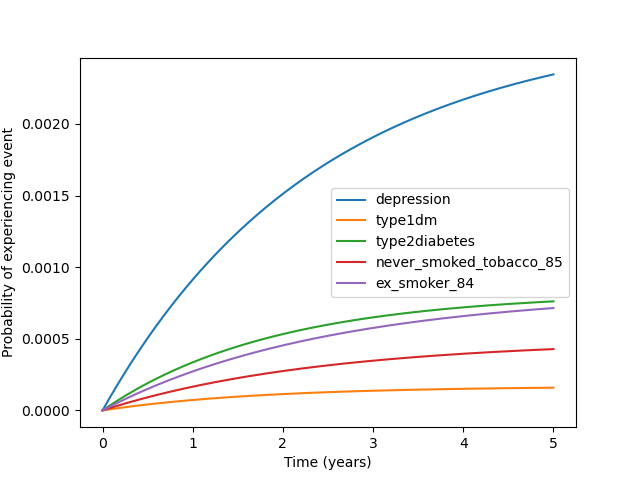 Probability of experiencing event
0.0020
0.0015
0.0010
0.0005
0.0000
depression
type1dm
type2diabetes
never_smoked_tobacco_85
ex_smoker_84
0
1
2
3
4
5
Time (years)